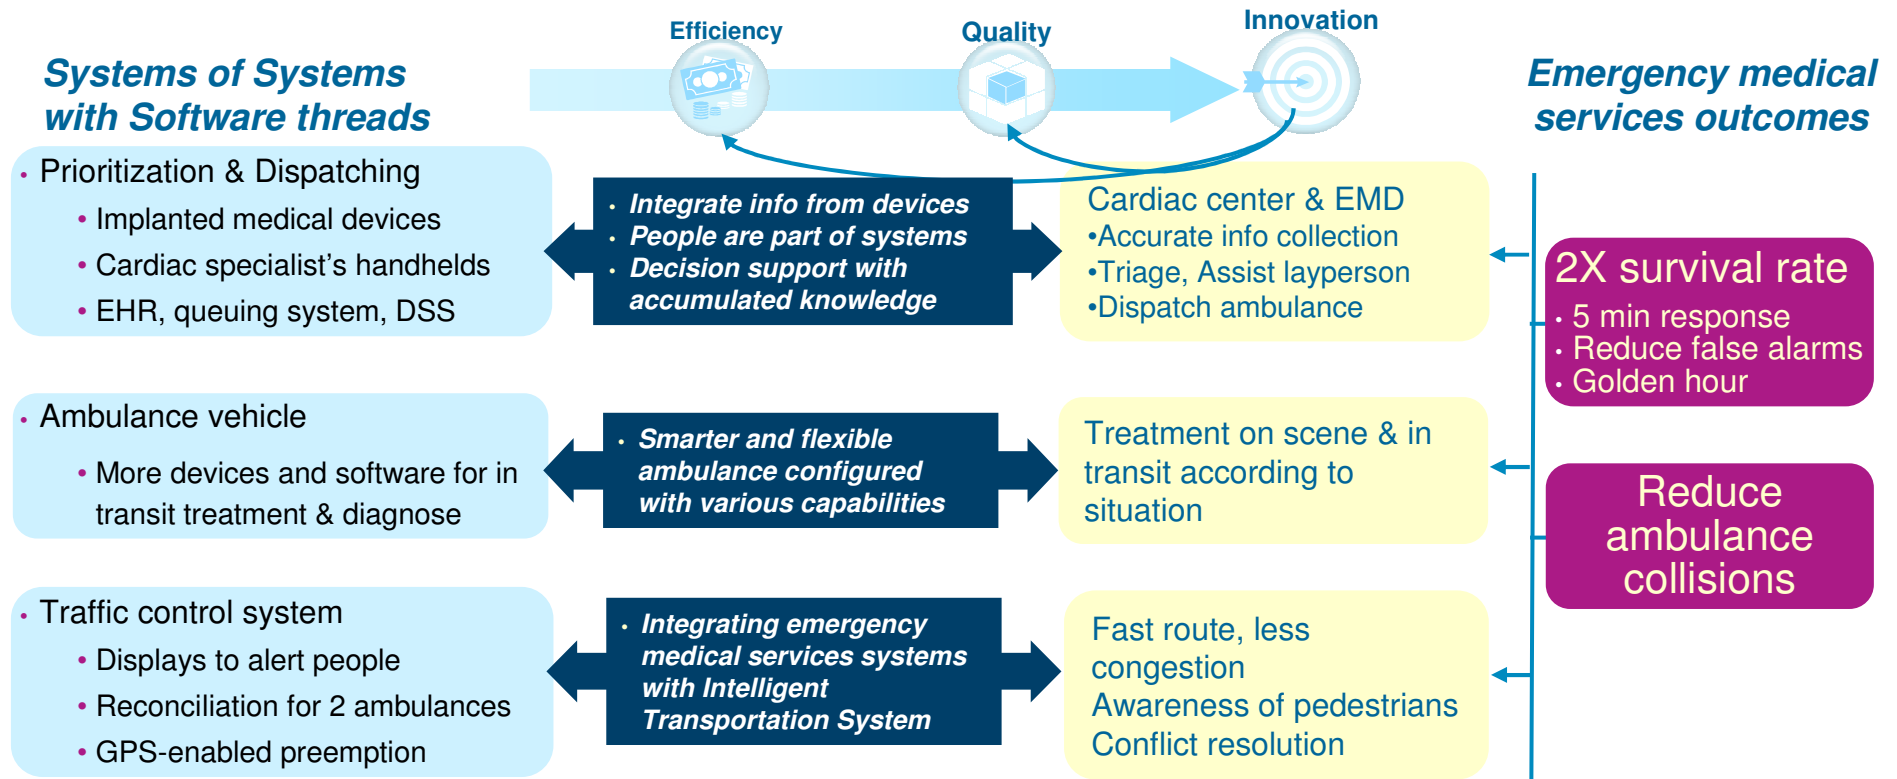 Efficiency
Quality
Innovation
Systems of Systems
with Software threads
Emergency medical
services outcomes
• Prioritization & Dispatching
• Implanted medical devices
• Cardiac specialist's handhelds
• EHR, queuing system, DSS
• Integrate info from devices
• People are part of systems
• Decision support with
accumulated knowledge
Cardiac center & EMD
•Accurate info collection
•Triage, Assist layperson
•Dispatch ambulance
2X survival rate
• 5 min response
• Reduce false alarms
• Golden hour
• Ambulance vehicle
• More devices and software for in
transit treatment & diagnose
• Smarter and flexible
ambulance configured
with various capabilities
Treatment on scene & in
transit according to
situation
Reduce
ambulance
collisions
• Traffic control system
• Displays to alert people
• Reconciliation for 2 ambulances
• GPS-enabled preemption
• Integrating emergency
medical services systems
with Intelligent
Transportation System
Fast route, less
congestion
Awareness of pedestrians
Conflict resolution